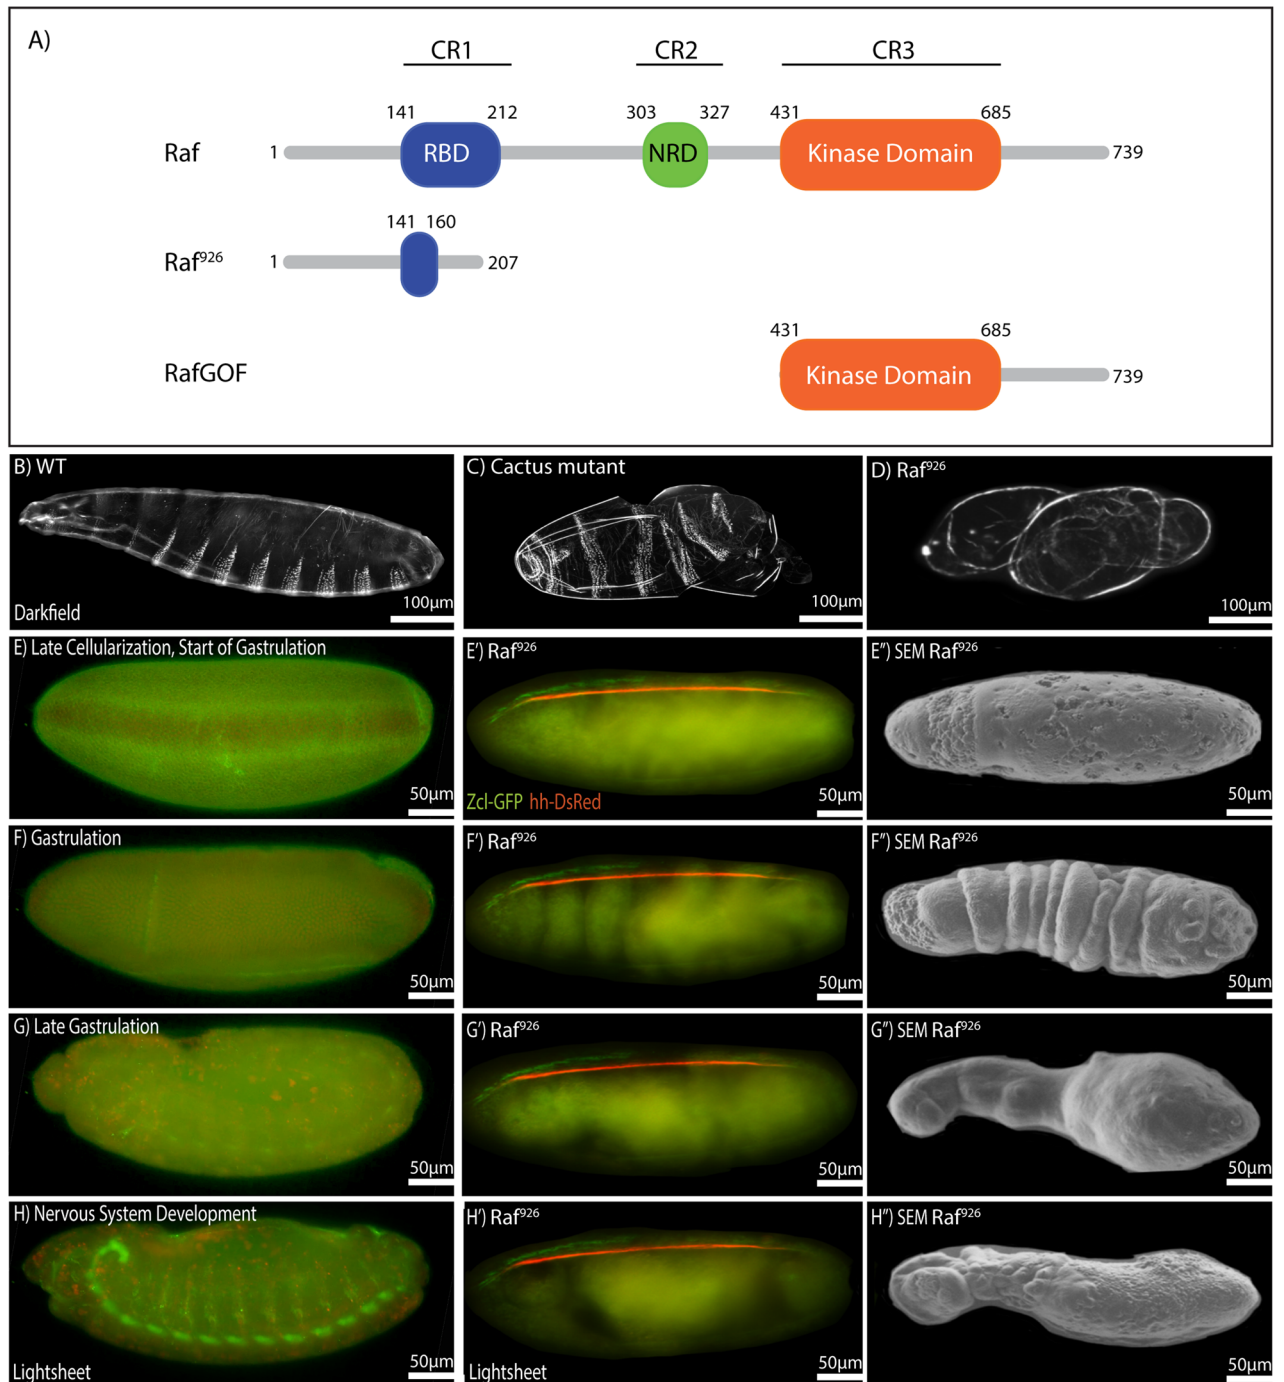 A)
CR1 CR2 CR3
141 212 303 327 431 685
Raf 1 RBD NRD Kinase Domain 739
141 160
Raf⁹²⁶ 1 207
431 685
RafGOF Kinase Domain 739
B) WT
Darkfield
100µm
C) Cactus mutant
100µm
D) Raf⁹²⁶
100µm
E) Late Cellularization, Start of Gastrulation
50µm
E') Raf⁹²⁶
Zcl-GFP hh-DsRed
50µm
E'') SEM Raf⁹²⁶
50µm
F) Gastrulation
50µm
F') Raf⁹²⁶
50µm
F'') SEM Raf⁹²⁶
50µm
G) Late Gastrulation
50µm
G') Raf⁹²⁶
50µm
G'') SEM Raf⁹²⁶
50µm
H) Nervous System Development
50µm
Lightsheet
H') Raf⁹²⁶
50µm
Lightsheet
H'') SEM Raf⁹²⁶
50µm